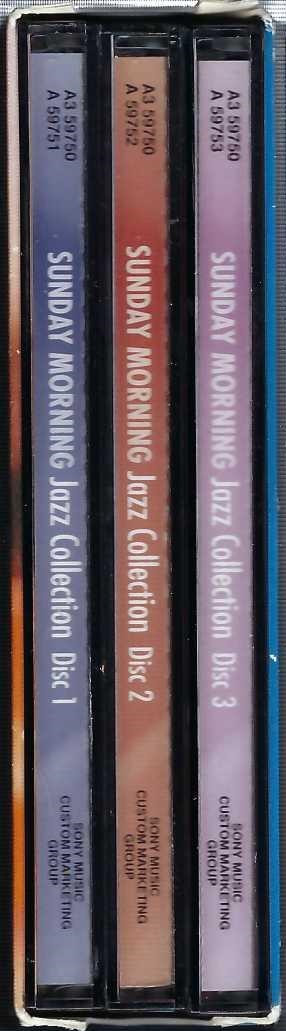 A3 59750
A 59751
SUNDAY MORNING Jazz Collection Disc 1
SONY MUSIC
CUSTOM MARKETING
GROUP
A3 59750
A 59752
SUNDAY MORNING Jazz Collection Disc 2
SONY MUSIC
CUSTOM MARKETING
GROUP
A3 59750
A 59753
SUNDAY MORNING Jazz Collection Disc 3
SONY MUSIC
CUSTOM MARKETING
GROUP